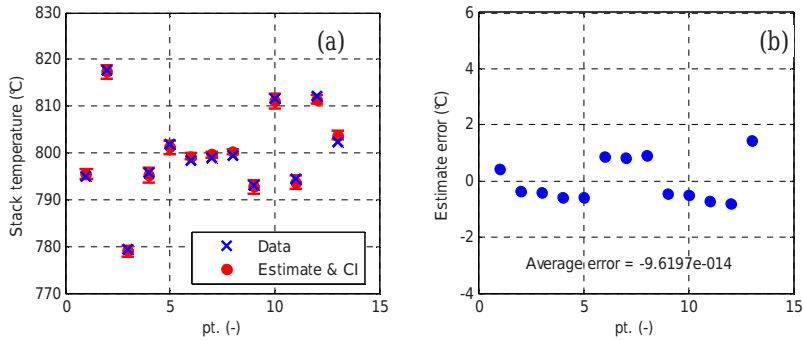 (a)
Stack temperature (°C)
830
820
810
800
790
780
770
0
5
10
15
pt. (-)
Data
Estimate & CI
(b)
Estimate error (°C)
6
4
2
0
-2
-4
0
5
10
15
pt. (-)
Average error = -9.6197e-014